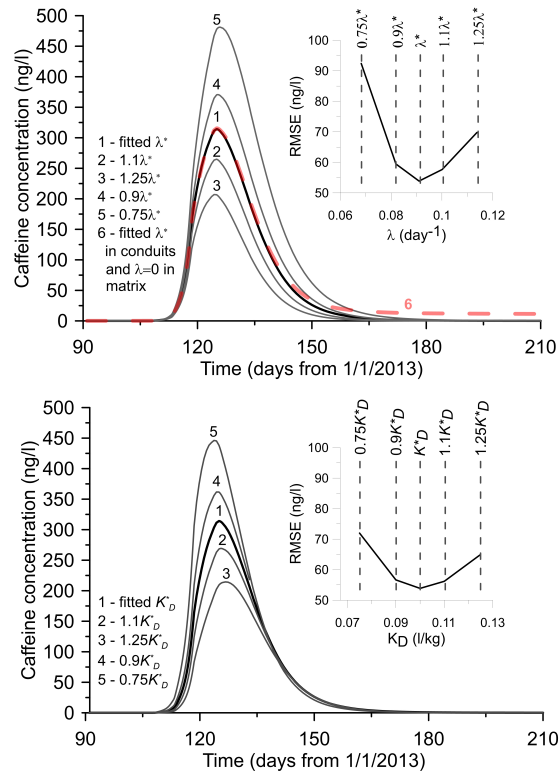 Caffeine concentration (ng/l)
500
450
400
350
300
250
200
150
100
50
0
5
4
1
2
3
1 - fitted λ*
2 - 1.1λ*
3 - 1.25λ*
4 - 0.9λ*
5 - 0.75λ*
6 - fitted λ*
in conduits
and λ=0 in
matrix
6
90 120 150 180 210
Time (days from 1/1/2013)
0.75λ* 0.9λ* λ* 1.1λ* 1.25λ*
RMSE (ng/l)
100
90
80
70
60
50
0.06 0.08 0.10 0.12
λ (day-1)
Caffeine concentration (ng/l)
500
450
400
350
300
250
200
150
100
50
0
5
4
1
2
3
1 - fitted K*D
2 - 1.1K*D
3 - 1.25K*D
4 - 0.9K*D
5 - 0.75K*D
90 120 150 180 210
Time (days from 1/1/2013)
0.75K*D 0.9K*D K*D 1.1K*D 1.25K*D
RMSE (ng/l)
100
90
80
70
60
50
0.07 0.09 0.11 0.13
KD (l/kg)